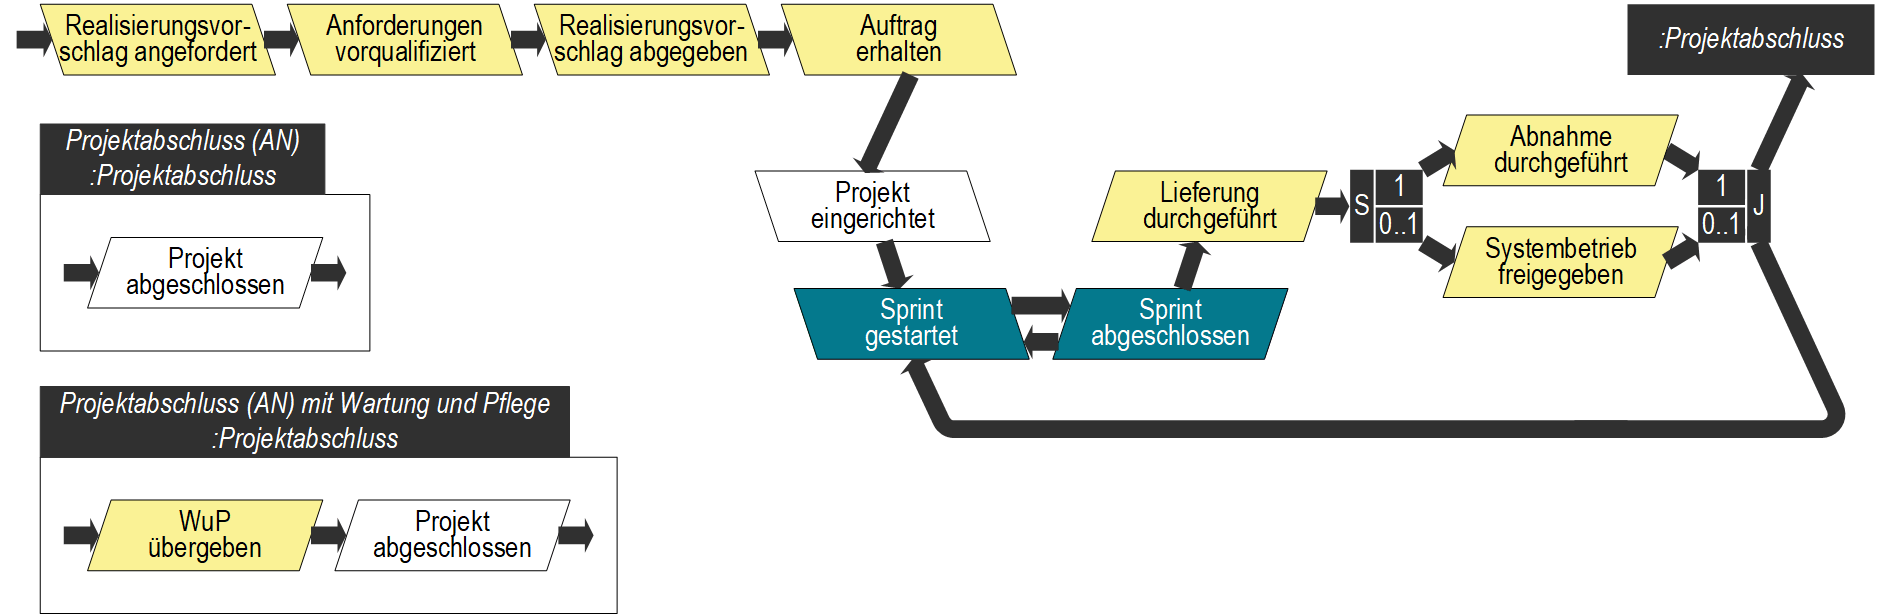 Realisierungsvor-
schlag angefordert
Anforderungen
vorqualifiziert
Realisierungsvor-
schlag abgegeben
Auftrag
erhalten
:Projektabschluss
Projektabschluss (AN)
:Projektabschluss
Projekt
abgeschlossen
Projekt
eingerichtet
Lieferung
durchgeführt
S
1
0..1
Abnahme
durchgeführt
Systembetrieb
freigegeben
1
0..1
J
Sprint
gestartet
Sprint
abgeschlossen
Projektabschluss (AN) mit Wartung und Pflege
:Projektabschluss
WuP
übergeben
Projekt
abgeschlossen